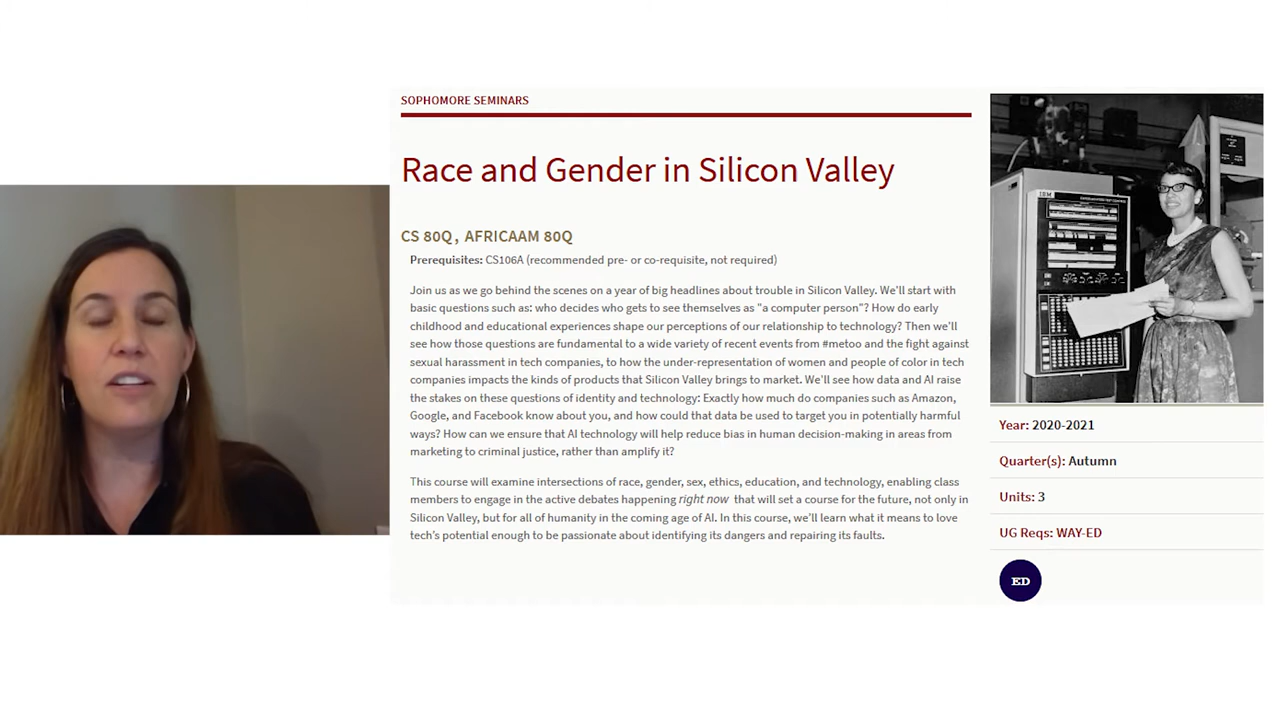 SOPHOMORE SEMINARS
Race and Gender in Silicon Valley
CS 80Q, AFRICAAM 80Q
Prerequisites: CS106A (recommended pre- or co-requisite, not required)
Join us as we go behind the scenes on a year of big headlines about trouble in Silicon Valley. We'll start with
basic questions such as: who decides who gets to see themselves as "a computer person"? How do early
childhood and educational experiences shape our perceptions of our relationship to technology? Then we'll
see how those questions are fundamental to a wide variety of recent events from #metoo and the fight against
sexual harassment in tech companies, to how the under-representation of women and people of color in tech
companies impacts the kinds of products that Silicon Valley brings to market. We'll see how data and AI raise
the stakes on these questions of identity and technology: Exactly how much do companies such as Amazon,
Google, and Facebook know about you, and how could that data be used to target you in potentially harmful
ways? How can we ensure that AI technology will help reduce bias in human decision-making in areas from
marketing to criminal justice, rather than amplify it?
This course will examine intersections of race, gender, sex, ethics, education, and technology, enabling class
members to engage in the active debates happening right now that will set a course for the future, not only in
Silicon Valley, but for all of humanity in the coming age of AI. In this course, we'll learn what it means to love
tech's potential enough to be passionate about identifying its dangers and repairing its faults.
IBM
Year: 2020-2021
Quarter(s): Autumn
Units: 3
UG Reqs: WAY-ED
ED